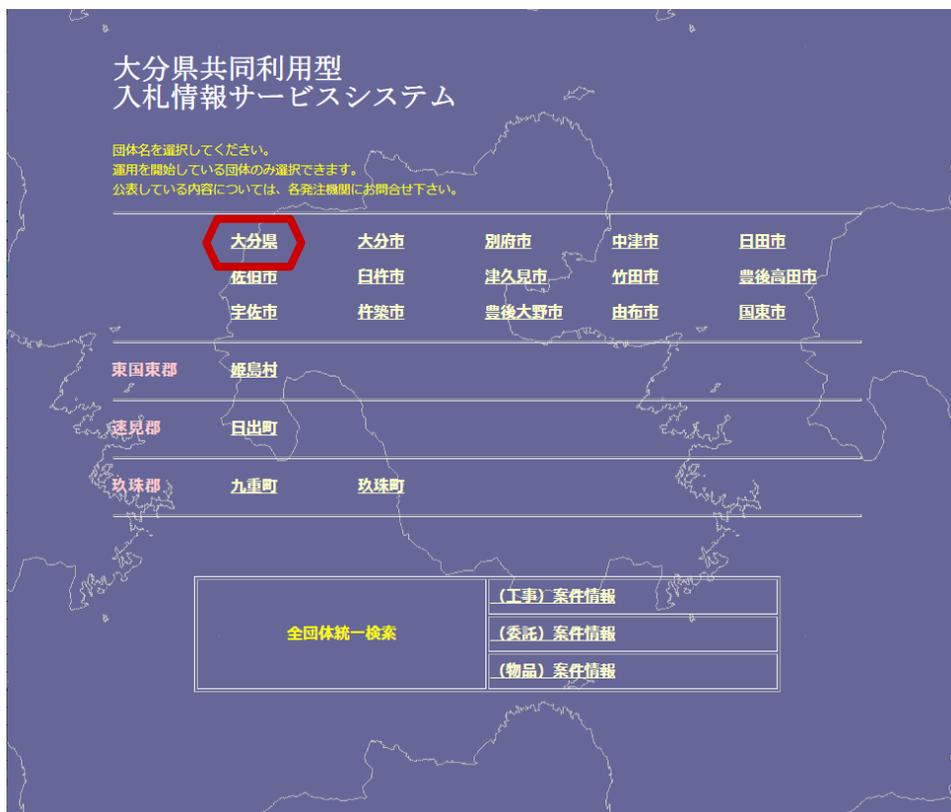 大分県共同利用型
入札情報サービスシステム
団体名を選択してください。
運用を開始している団体のみ選択できます。
公表している内容については、各発注機関にお問合せ下さい。
大分県 大分市 別府市 中津市 日田市
佐伯市 臼杵市 津久見市 竹田市 豊後高田市
宇佐市 杵築市 豊後大野市 由布市 国東市
東国東郡 姫島村
速見郡 日出町
玖珠郡 九重町 玖珠町
全団体統一検索
（工事）案件情報
（委託）案件情報
（物品）案件情報